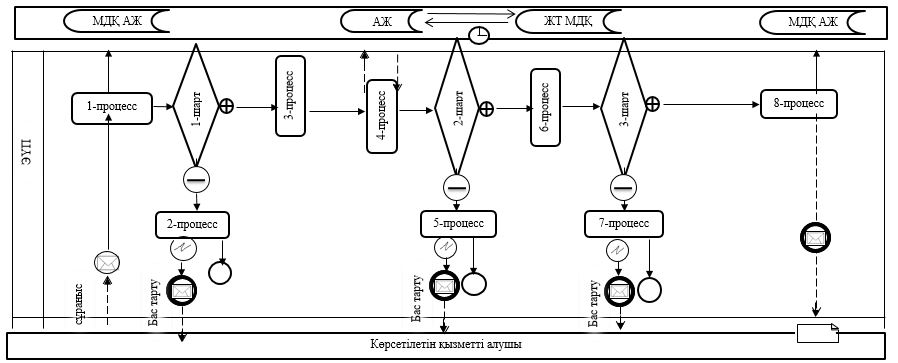 МДҚ АЖ
АЖ
ЖТ МДҚ
МДҚ АЖ
ЭҮП
1-процесс
1-шарт
3-процесс
4-процесс
2-шарт
6-процесс
3-шарт
8-процесс
2-процесс
5-процесс
7-процесс
сұраныс
Бас тарту
Бас тарту
Бас тарту
Көрсетілетін қызметті алушы